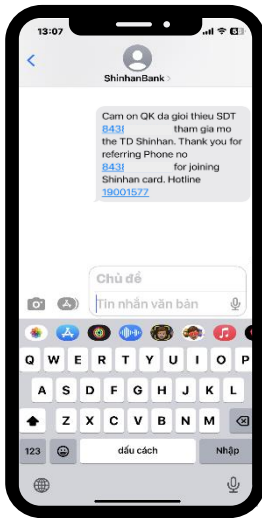 13:07
ShinhanBank
Cam on QK da gioi thieu SDT
8438 tham gia mo
the TD Shinhan. Thank you for
referring Phone no
8438 for joining
Shinhan card. Hotline
19001577
Chủ đề
Tin nhắn văn bản
Q W E R T Y U I O P
A S D F G H J K L
Z X C V B N M
123 dấu cách Nhập